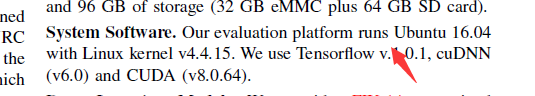 and 96 GB of storage (32 GB eMMC plus 64 GB SD card).
ned System Software. Our evaluation platform runs Ubuntu 16.04
RC with Linux kernel v4.4.15. We use Tensorflow
the (v6.0) and CUDA (v8.0.64). cuDNN